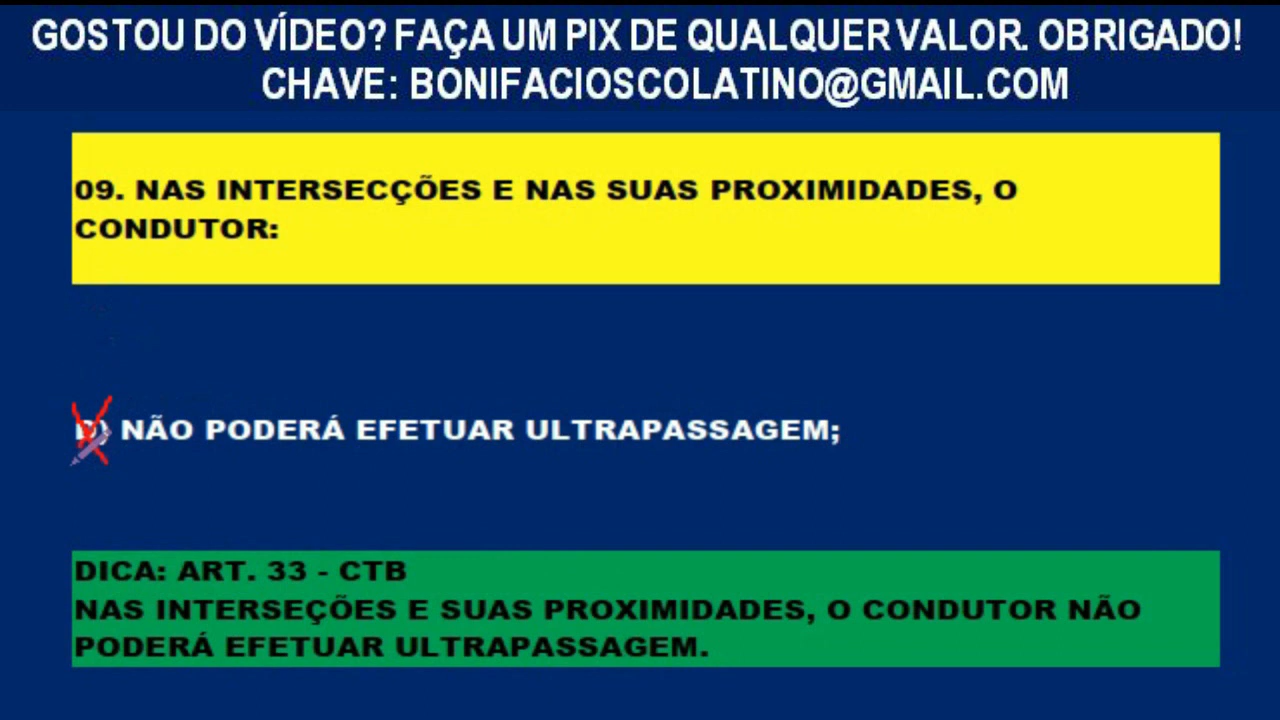 GOSTOU DO VÍDEO? FAÇA UM PIX DE QUALQUER VALOR. OBRIGADO!
CHAVE: BONIFACIOSCOLATINO@GMAIL.COM
09. NAS INTERSECÇÕES E NAS SUAS PROXIMIDADES, O
CONDUTOR:
D) NÃO PODERÁ EFETUAR ULTRAPASSAGEM;
DICA: ART. 33 - CTB
NAS INTERSEÇÕES E SUAS PROXIMIDADES, O CONDUTOR NÃO
PODERÁ EFETUAR ULTRAPASSAGEM.